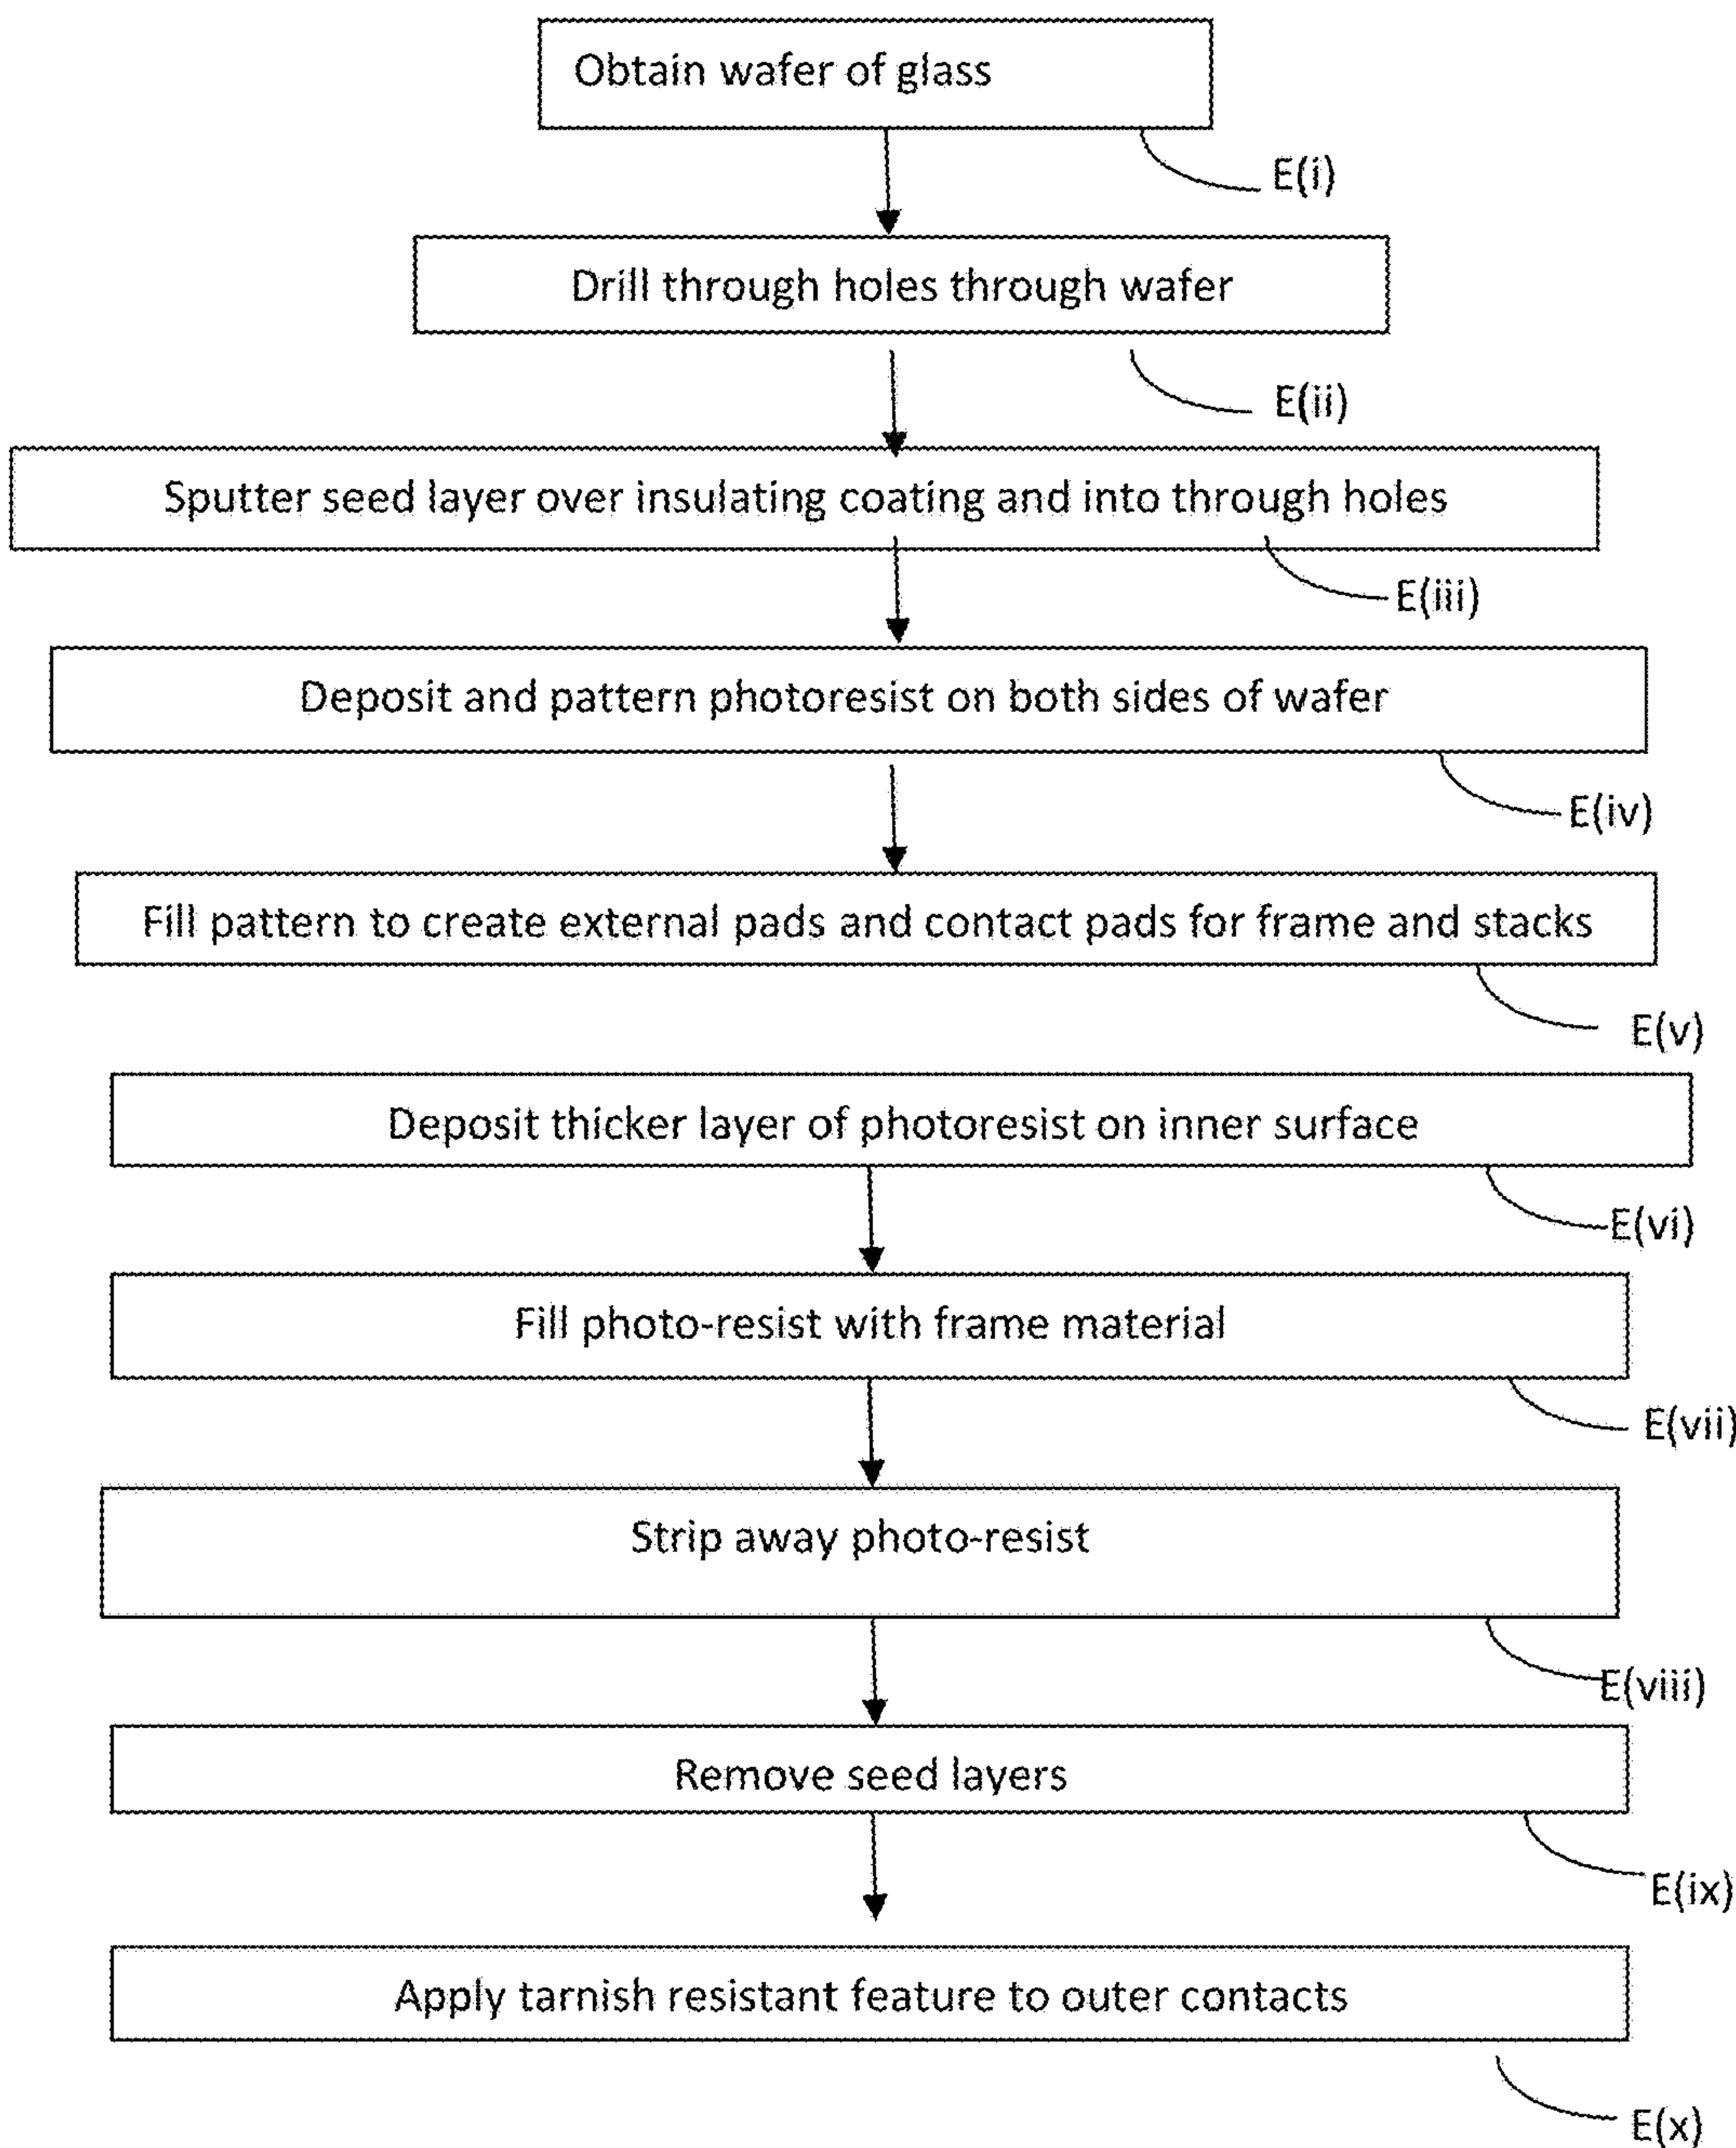 Obtain wafer of glass
E(i)
Drill through holes through wafer
E(ii)
Sputter seed layer over insulating coating and into through holes
E(iii)
Deposit and pattern photoresist on both sides of wafer
E(iv)
Fill pattern to create external pads and contact pads for frame and stacks
E(v)
Deposit thicker layer of photoresist on inner surface
E(vi)
Fill photo-resist with frame material
E(vii)
Strip away photo-resist
E(viii)
Remove seed layers
E(ix)
Apply tarnish resistant feature to outer contacts
E(x)